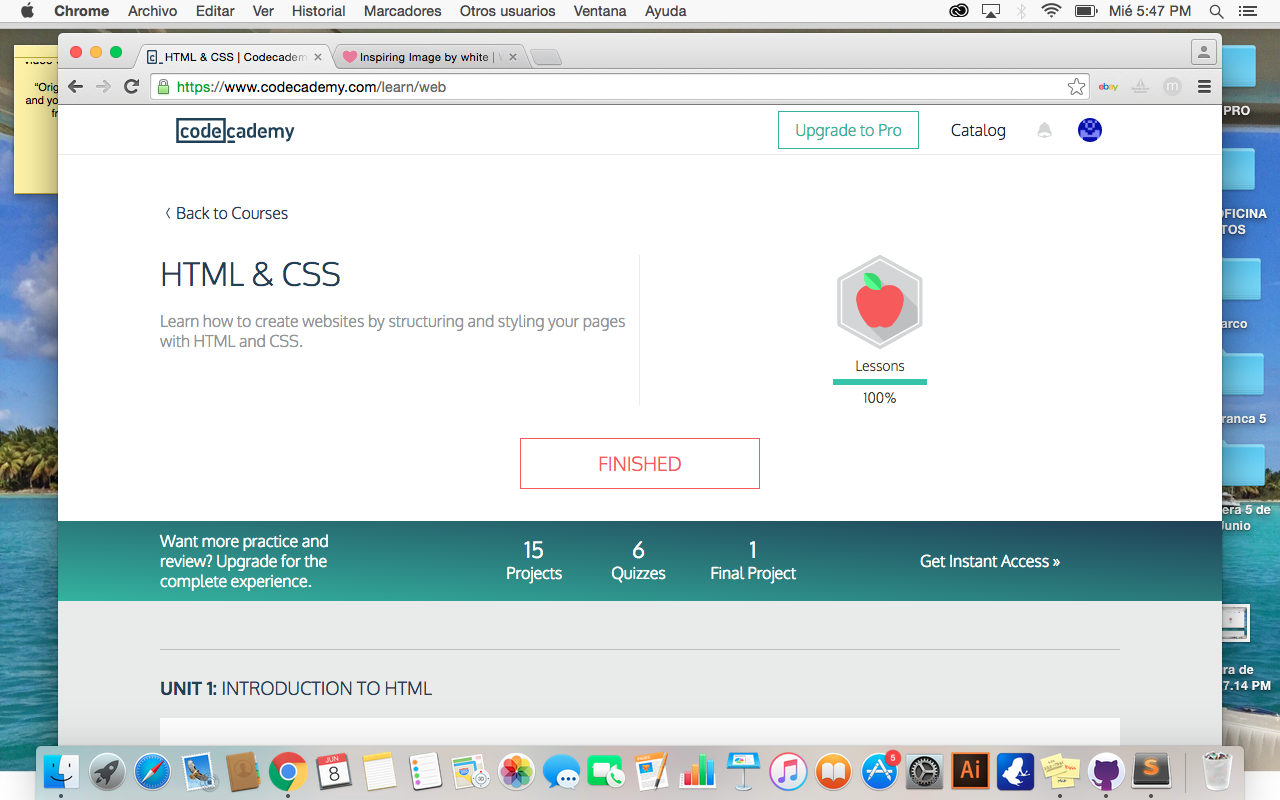 Chrome Archivo Editar Ver Historial Marcadores Otros usuarios Ventana Ayuda Mié 5:47 PM
HTML & CSS | Codecadem
Inspiring Image by white |
https://www.codecademy.com/learn/web
ebay
m
"Orig
and yo
f
PRO
OFICINA
TOS
arco
ranca 5
era 5 de
Junio
ra de
7.14 PM
codecademy
Upgrade to Pro
Catalog
Back to Courses
HTML & CSS
Learn how to create websites by structuring and styling your pages
with HTML and CSS.
Lessons
100%
FINISHED
Want more practice and
review? Upgrade for the
complete experience.
15
Projects
6
Quizzes
1
Final Project
Get Instant Access »
UNIT 1: INTRODUCTION TO HTML
JUN
8
30
5
Ai
S